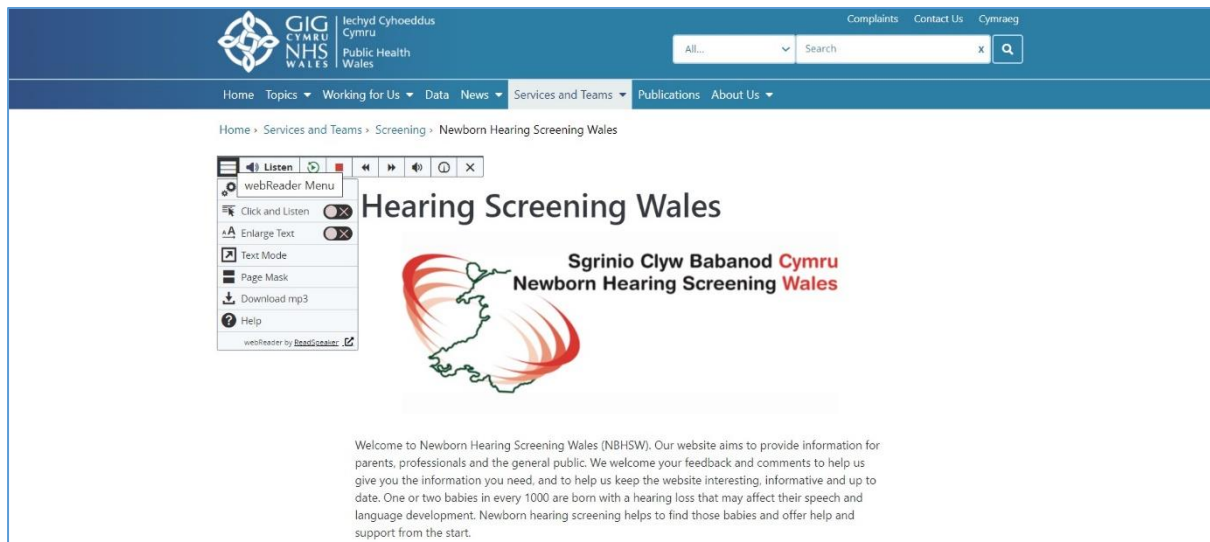 GIG
CYMRU
NHS
WALES
Iechyd Cyhoeddus
Cymru
Public Health
Wales
Complaints Contact Us Cymraeg
All... Search x
Home Topics Working for Us Data News Services and Teams Publications About Us
Home › Services and Teams › Screening › Newborn Hearing Screening Wales
Listen
webReader Menu
Hearing Screening Wales
Click and Listen
Enlarge Text
Text Mode
Page Mask
Download mp3
Help
webReader by ReadSpeaker
Sgrinio Clyw Babanod Cymru
Newborn Hearing Screening Wales
Welcome to Newborn Hearing Screening Wales (NBHSW). Our website aims to provide information for
parents, professionals and the general public. We welcome your feedback and comments to help us
give you the information you need, and to help us keep the website interesting, informative and up to
date. One or two babies in every 1000 are born with a hearing loss that may affect their speech and
language development. Newborn hearing screening helps to find those babies and offer help and
support from the start.